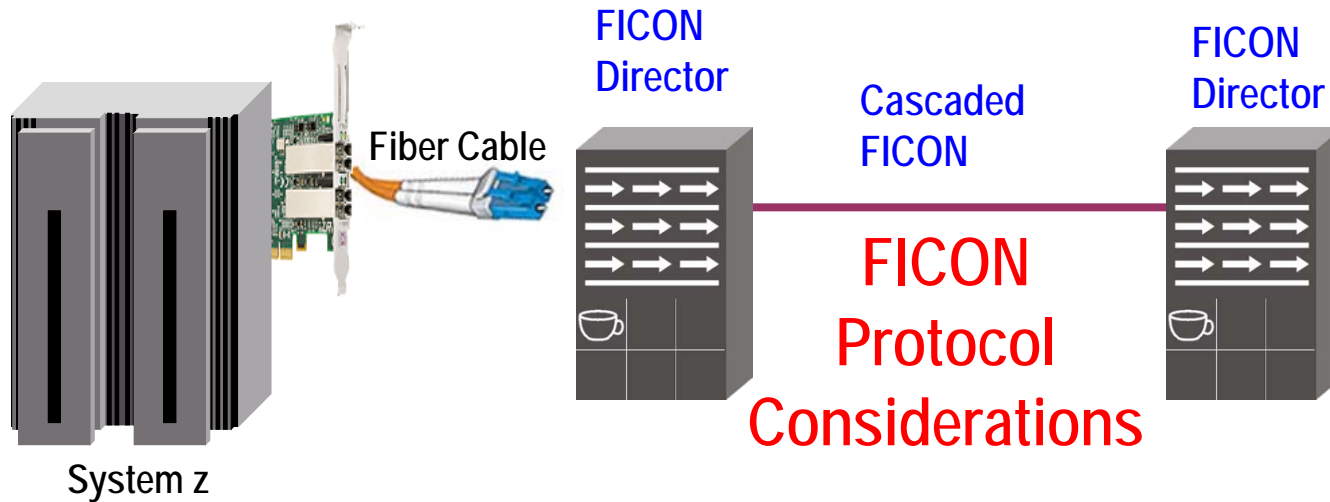 FICON
Director
FICON
Director
Cascaded
FICON
Fiber Cable
FICON
Protocol
Considerations
System z